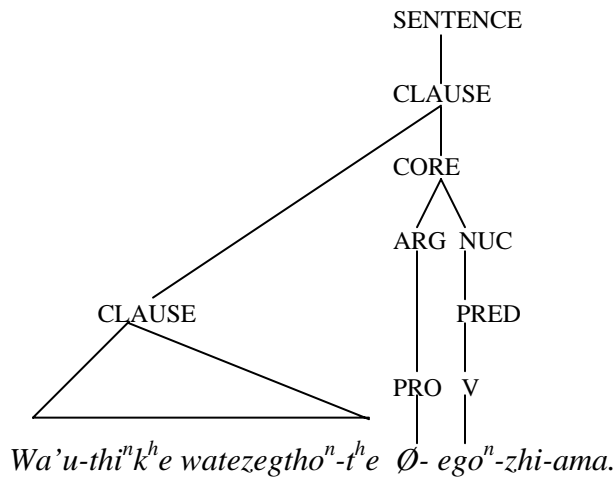 SENTENCE
CLAUSE
CORE
ARG NUC
CLAUSE PRED
PRO V
Wa’u-thiⁿkʰe watezegthoⁿ-tʰe Ø- egoⁿ-zhi-ama.